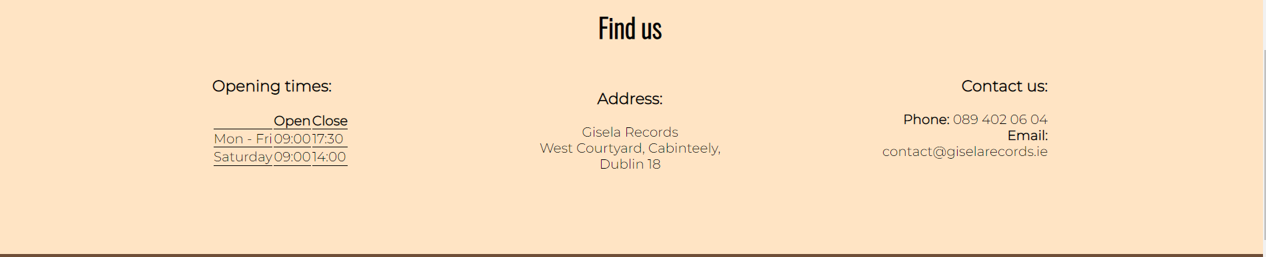 Find us
Opening times:
Open Close
Mon - Fri 09:00 17:30
Saturday 09:00 14:00
Address:
Gisela Records
West Courtyard, Cabinteely,
Dublin 18
Contact us:
Phone: 089 402 06 04
Email:
contact@giselarecords.ie